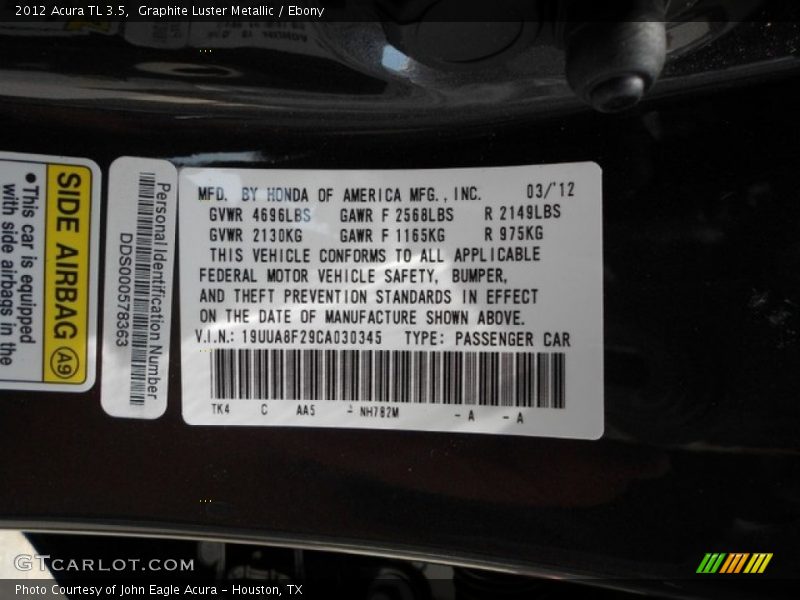 2012 Acura TL 3.5, Graphite Luster Metallic / Ebony
SIDE AIRBAG A9
•This car is equipped
with side airbags in the
Personal Identification Number
DDS000578363
MFD. BY HONDA OF AMERICA MFG., INC. 03/'12
GVWR 4696LBS GAWR F 2568LBS R 2149LBS
GVWR 2130KG GAWR F 1165KG R 975KG
THIS VEHICLE CONFORMS TO ALL APPLICABLE
FEDERAL MOTOR VEHICLE SAFETY, BUMPER,
AND THEFT PREVENTION STANDARDS IN EFFECT
ON THE DATE OF MANUFACTURE SHOWN ABOVE.
V.I.N.: 19UUA8F29CA030345 TYPE: PASSENGER CAR
TK4 C AA5 - NH782M - A - A
GTCARLOT.COM
Photo Courtesy of John Eagle Acura - Houston, TX